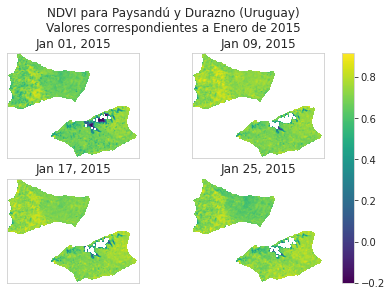 NDVI para Paysandú y Durazno (Uruguay)
Valores correspondientes a Enero de 2015
Jan 01, 2015
Jan 09, 2015
Jan 17, 2015
Jan 25, 2015
0.8
0.6
0.4
0.2
0.0
−0.2